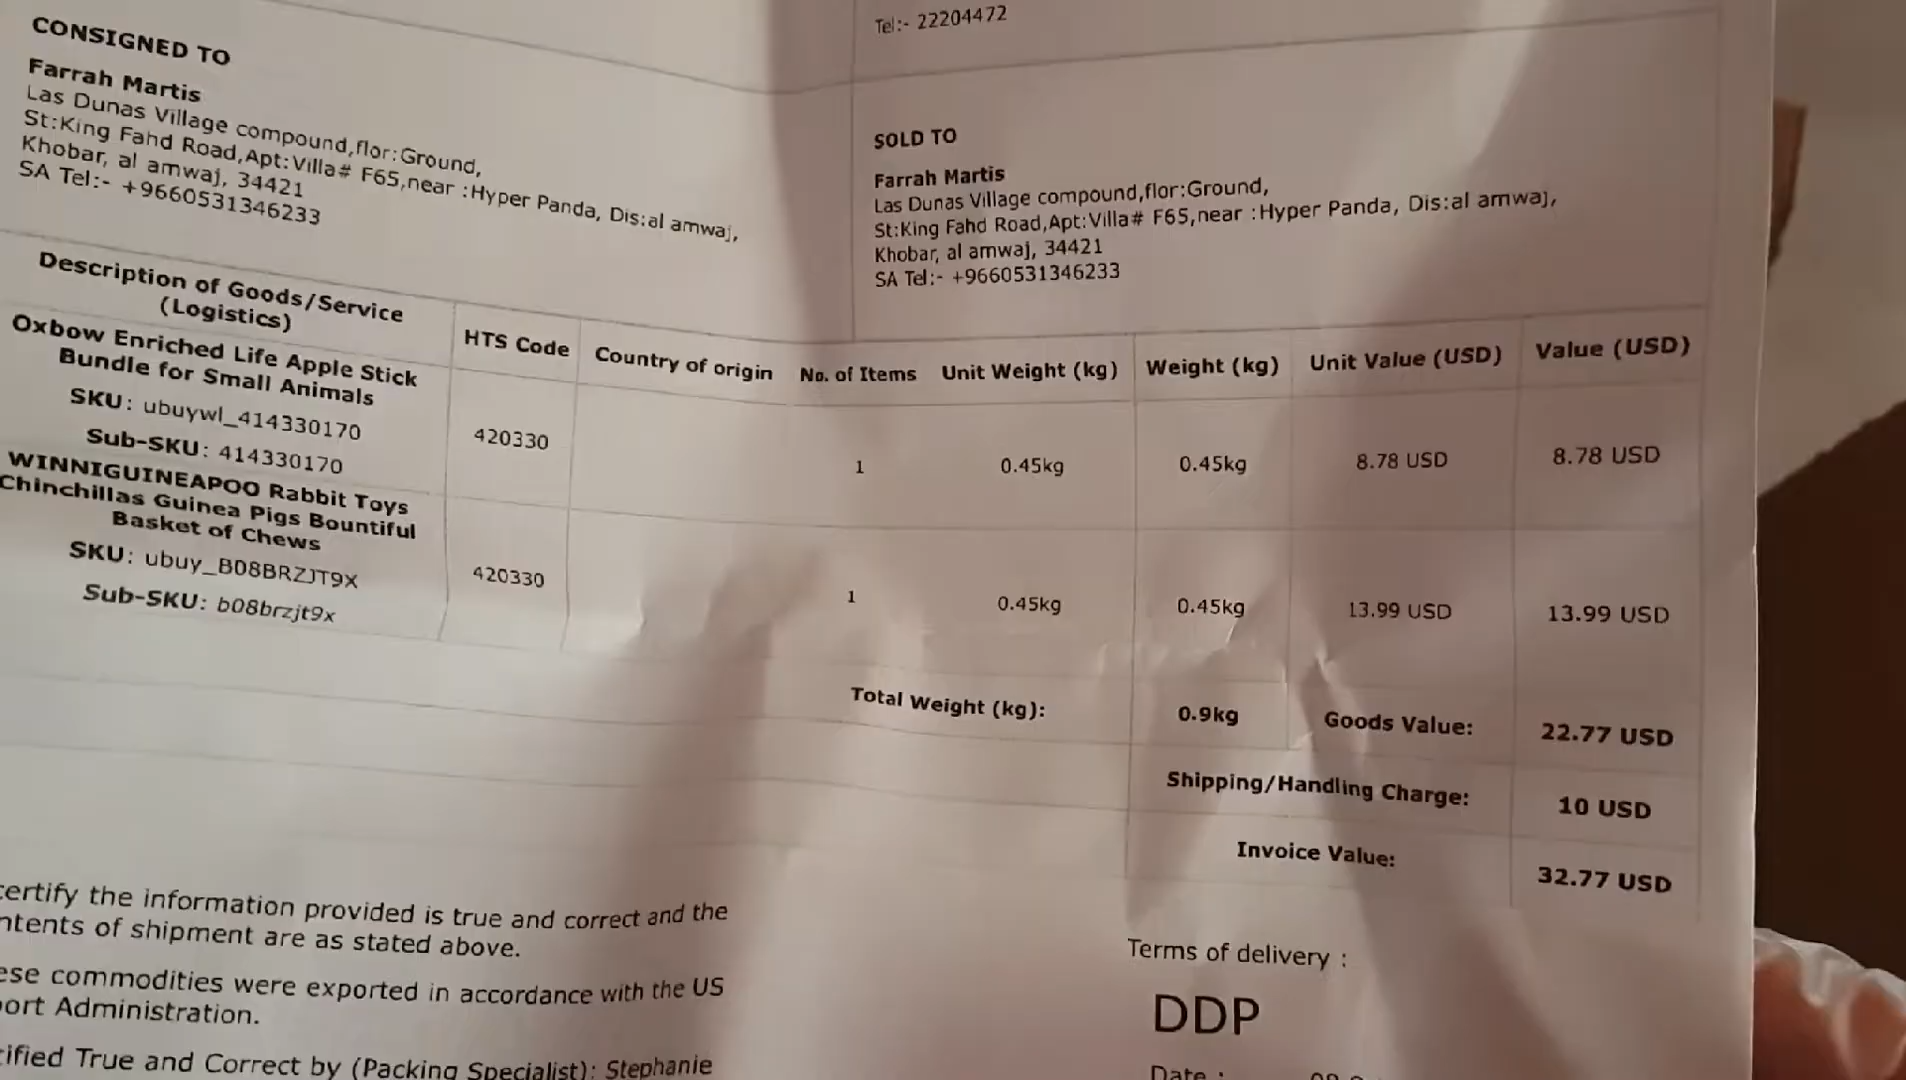 Tel:- 22204472
CONSIGNED TO
Farrah Martis
Las Dunas Village compound,flor:Ground,
St:King Fahd Road,Apt:Villa# F65,near :Hyper Panda, Dis:al amwaj,
Khobar, al amwaj, 34421
SA Tel:- +9660531346233
SOLD TO
Farrah Martis
Las Dunas Village compound,flor:Ground,
St:King Fahd Road,Apt:Villa# F65,near :Hyper Panda, Dis:al amwaj,
Khobar, al amwaj, 34421
SA Tel:- +9660531346233
Description of Goods/Service
(Logistics)
HTS Code
Country of origin
No. of Items
Unit Weight (kg)
Weight (kg)
Unit Value (USD)
Value (USD)
Oxbow Enriched Life Apple Stick
Bundle for Small Animals
SKU: ubuywl_414330170
Sub-SKU: 414330170
420330
1
0.45kg
0.45kg
8.78 USD
8.78 USD
WINNIGUINEAPOO Rabbit Toys
Chinchillas Guinea Pigs Bountiful
Basket of Chews
SKU: ubuy_B08BRZJT9X
Sub-SKU: b08brzjt9x
420330
1
0.45kg
0.45kg
13.99 USD
13.99 USD
Total Weight (kg):
0.9kg
Goods Value:
22.77 USD
Shipping/Handling Charge:
10 USD
Invoice Value:
32.77 USD
certify the information provided is true and correct and the
ntents of shipment are as stated above.
ese commodities were exported in accordance with the US
port Administration.
tified True and Correct by (Packing Specialist): Stephanie
Terms of delivery :
DDP
Date :